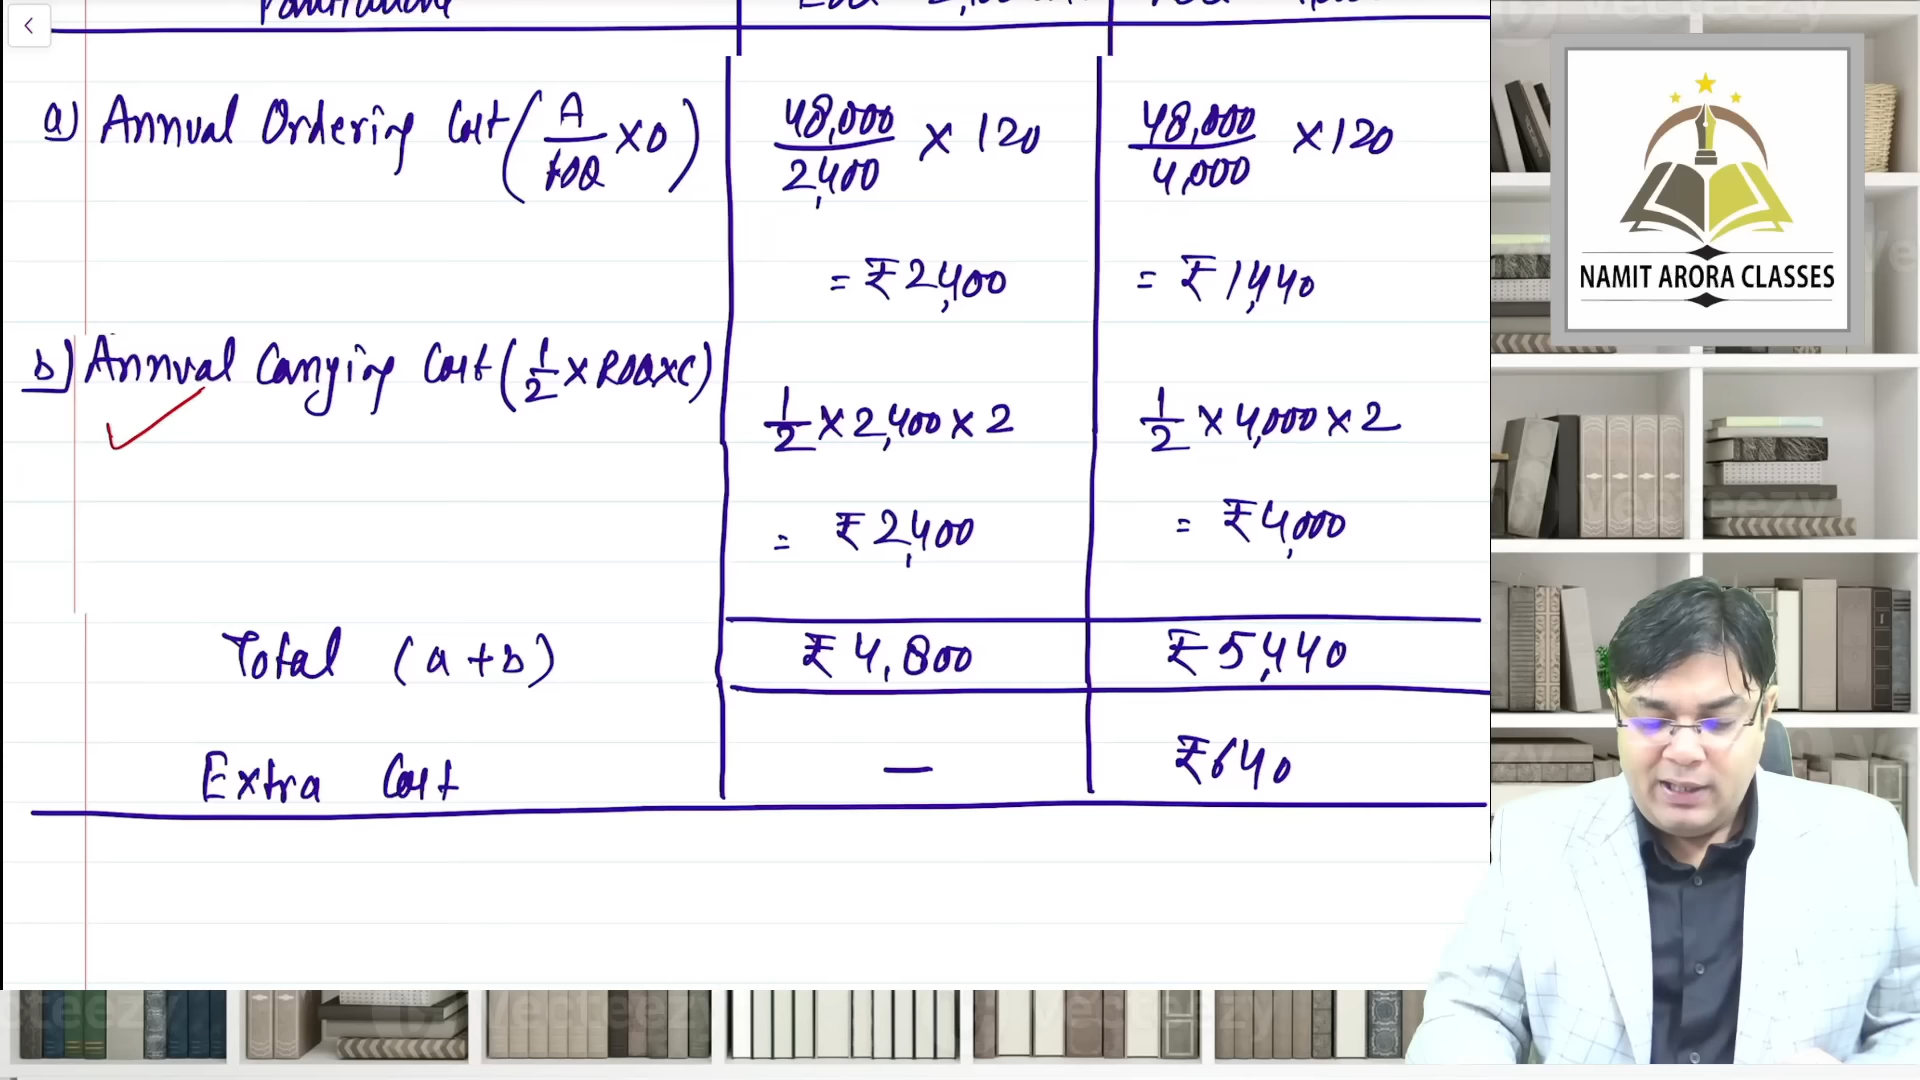 a) Annual Ordering Cost (A/ROQ × O) 48,000/2,400 × 120 48,000/4,000 × 120
= ₹2,400 = ₹1,440
b) Annual Carrying Cost (1/2 × ROQ × C)
1/2 × 2,400 × 2 1/2 × 4,000 × 2
= ₹2,400 = ₹4,000
Total (a + b) ₹4,800 ₹5,440
Extra Cost — ₹640
NAMIT ARORA CLASSES